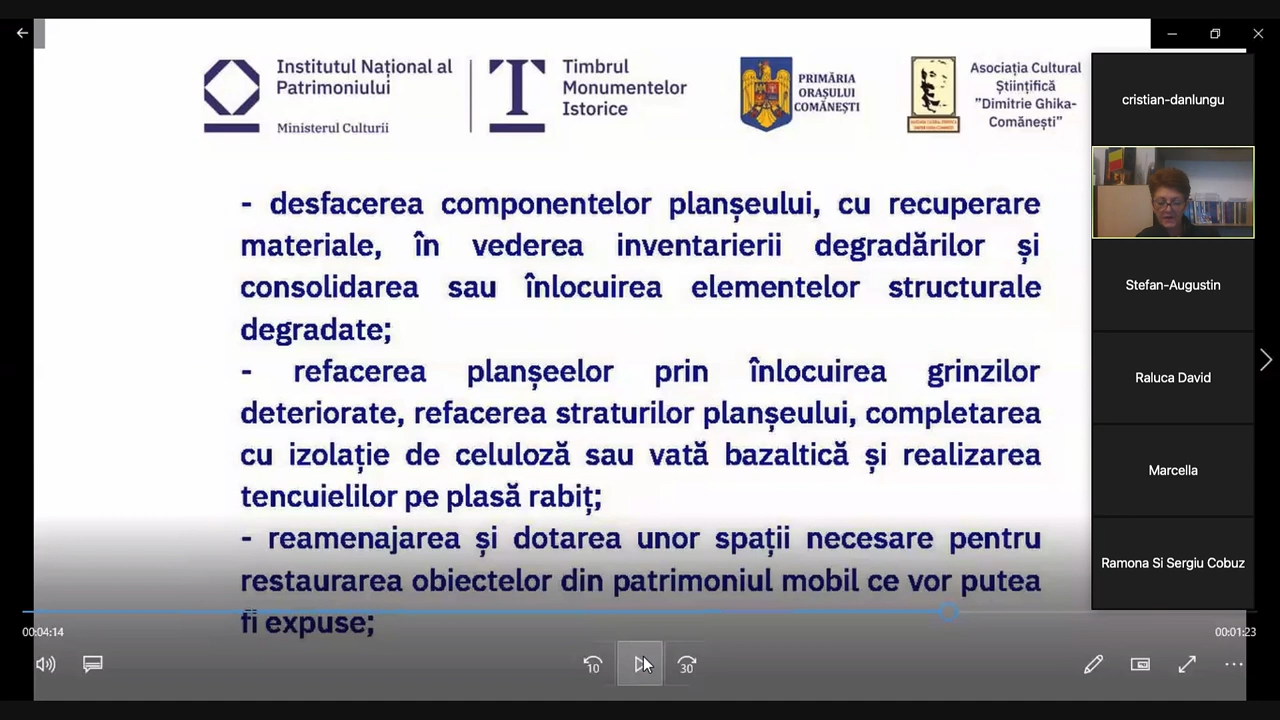 Institutul Național al
Patrimoniului
Ministerul Culturii
Timbrul
Monumentelor
Istorice
PRIMĂRIA
ORAȘULUI
COMĂNEȘTI
Asociația Cultural
Științifică
"Dimitrie Ghika-
Comănești"
- desfacerea componentelor planșeului, cu recuperare
materiale, în vederea inventarierii degradărilor și
consolidarea sau înlocuirea elementelor structurale
degradate;
- refacerea planșeelor prin înlocuirea grinzilor
deteriorate, refacerea straturilor planșeului, completarea
cu izolație de celuloză sau vată bazaltică și realizarea
tencuielilor pe plasă rabiț;
- reamenajarea și dotarea unor spații necesare pentru
restaurarea obiectelor din patrimoniul mobil ce vor putea
fi expuse;
cristian-danlungu
Stefan-Augustin
Raluca David
Marcella
Ramona Si Sergiu Cobuz
00:04:14
00:01:23
10
30